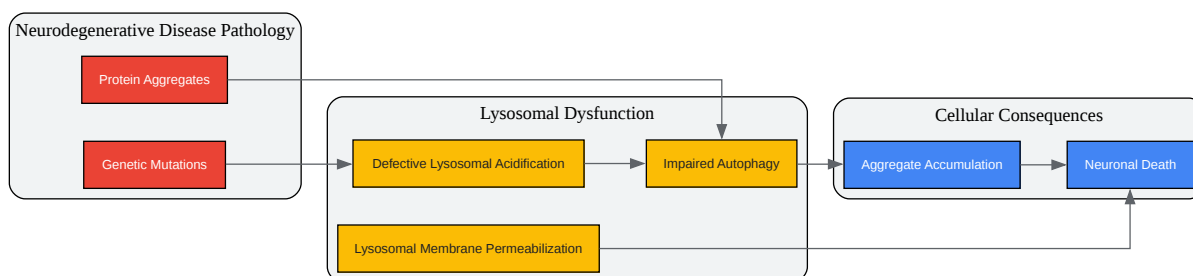 Neurodegenerative Disease Pathology
Protein Aggregates
Genetic Mutations
Lysosomal Dysfunction
Defective Lysosomal Acidification
Impaired Autophagy
Lysosomal Membrane Permeabilization
Cellular Consequences
Aggregate Accumulation
Neuronal Death